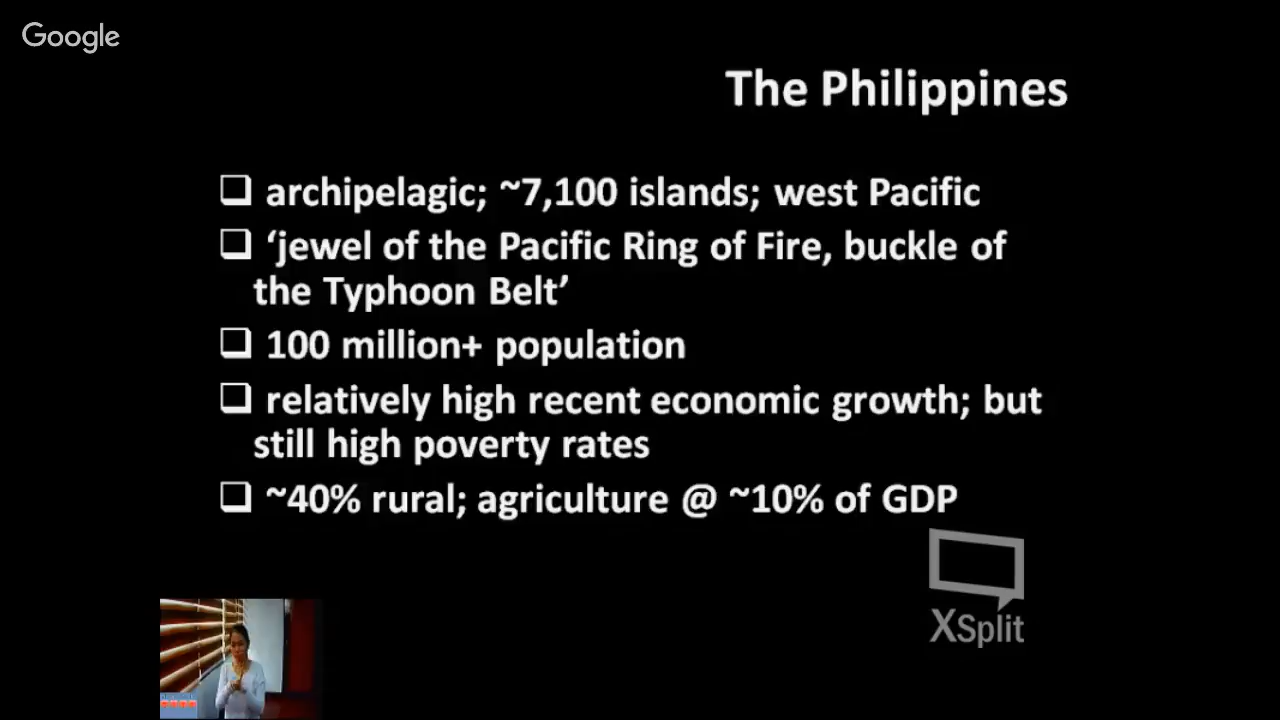 Google
The Philippines
archipelagic; ~7,100 islands; west Pacific
‘jewel of the Pacific Ring of Fire, buckle of
the Typhoon Belt’
100 million+ population
relatively high recent economic growth; but
still high poverty rates
~40% rural; agriculture @ ~10% of GDP
XSplit